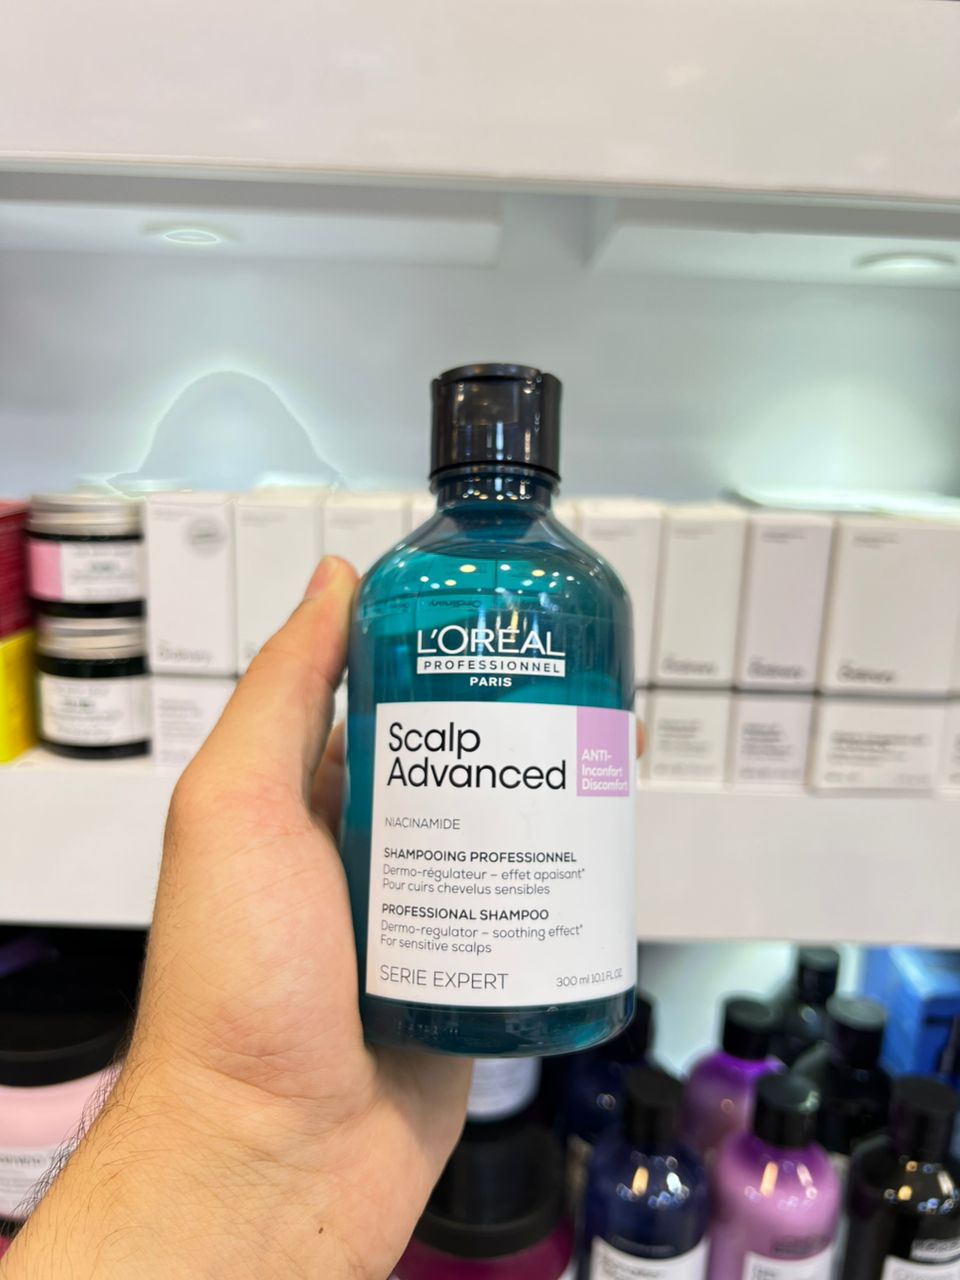 L'ORÉAL
PROFESSIONNEL
PARIS
Scalp
Advanced
ANTI-
Inconfort
Discomfort
NIACINAMIDE
SHAMPOOING PROFESSIONNEL
Dermo-régulateur – effet apaisant*
Pour cuirs chevelus sensibles
PROFESSIONAL SHAMPOO
Dermo-regulator – soothing effect*
For sensitive scalps
SERIE EXPERT
300 ml 10.1 FL.OZ.